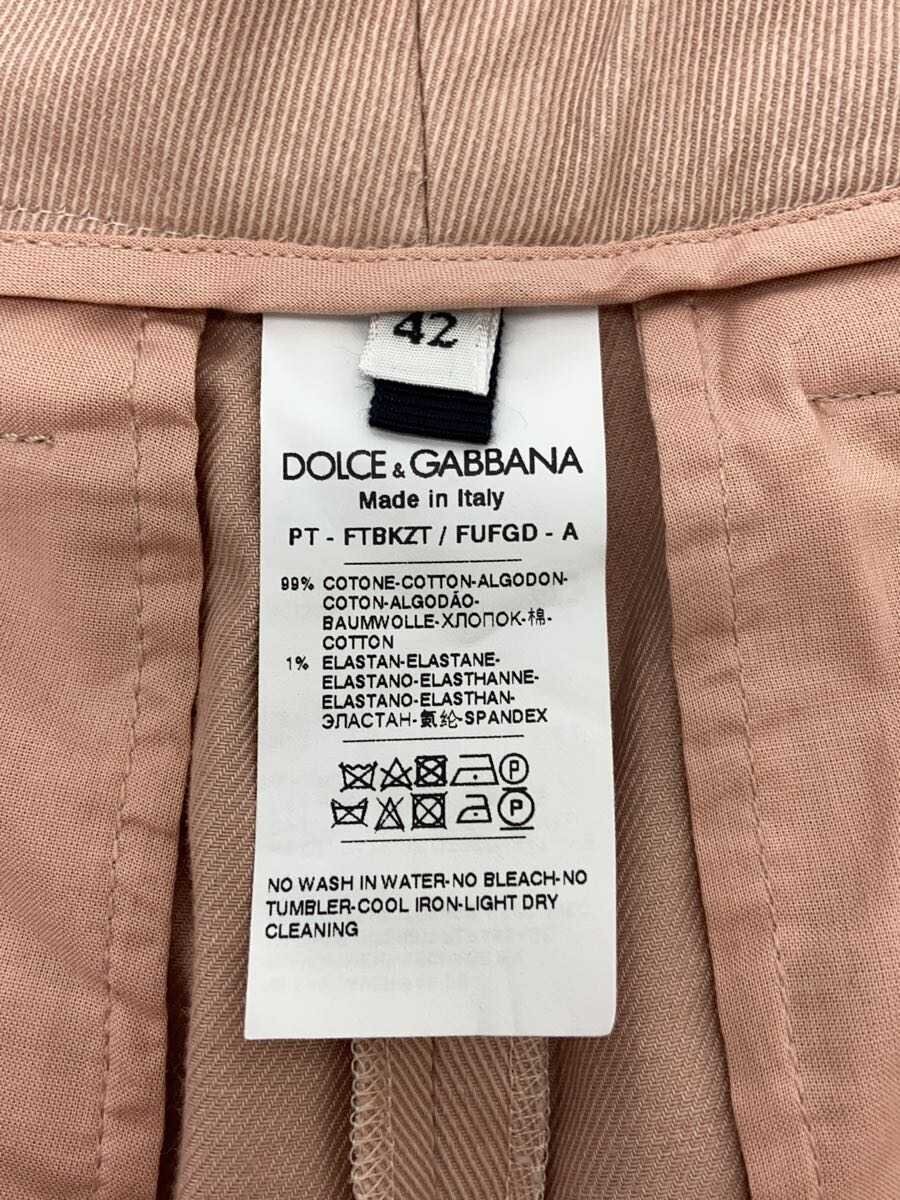 42
DOLCE & GABBANA
Made in Italy
PT - FTBKZT / FUFGD - A
99% COTONE-COTTON-ALGODON-
COTON-ALGODÃO-
BAUMWOLLE-ХЛОПОК-棉-
COTTON
1% ELASTAN-ELASTANE-
ELASTANO-ELASTHANNE-
ELASTANO-ELASTHAN-
ЭЛАСТАН-氨纶-SPANDEX
P
P
NO WASH IN WATER-NO BLEACH-NO
TUMBLER-COOL IRON-LIGHT DRY
CLEANING